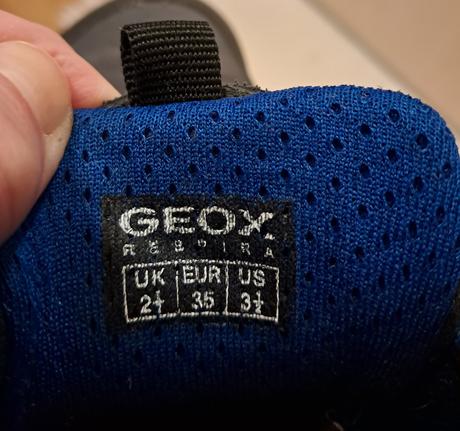 GEOX
RESPIRA
UK EUR US
2½ 35 3½